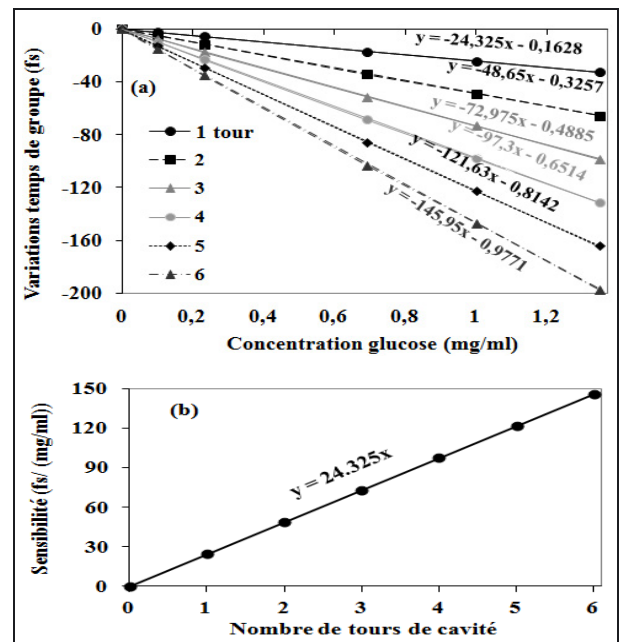 0
-40
-80
-120
-160
-200
Variations temps de groupe (fs)
(a)
1 tour
2
3
4
5
6
y = -24,325x - 0,1628
y = -48,65x - 0,3257
y = -72,975x - 0,4885
y = -97,3x - 0,6514
y = -121,63x - 0,8142
y = -145,95x - 0,9771
0 0,2 0,4 0,6 0,8 1 1,2
Concentration glucose (mg/ml)
150
120
90
60
30
0
Sensibilité (fs/ (mg/ml))
(b)
y = 24.325x
0 1 2 3 4 5 6
Nombre de tours de cavité